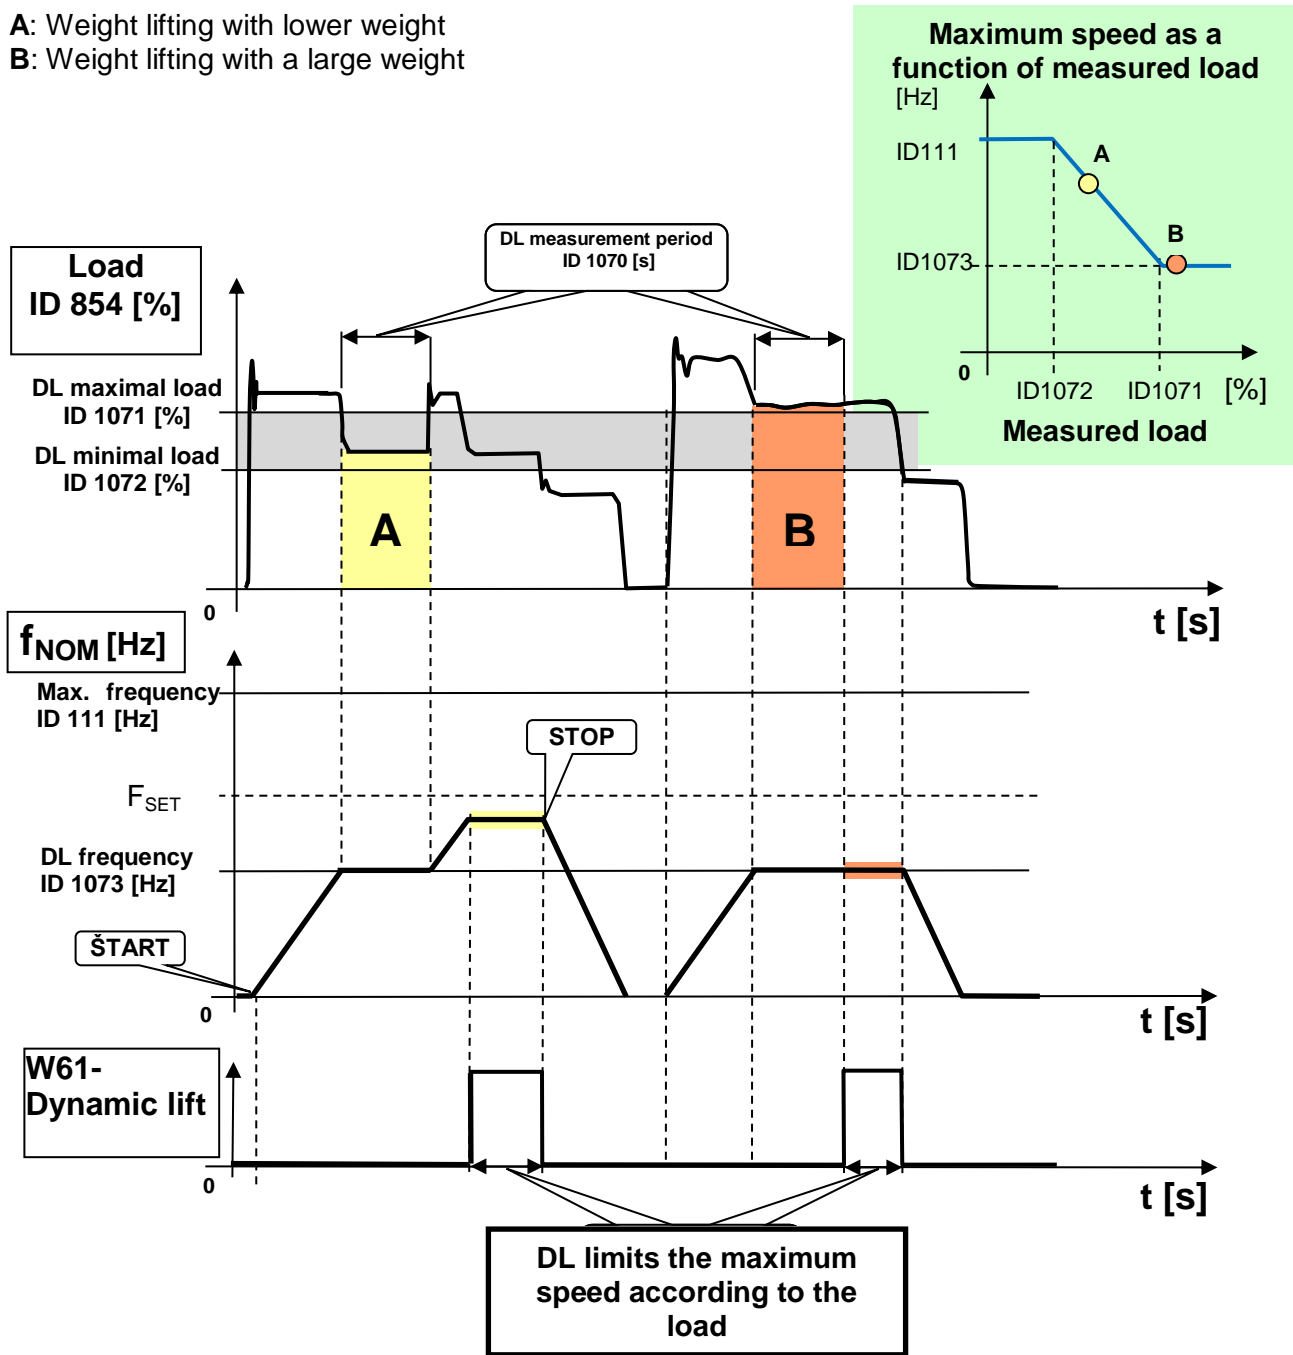 A: Weight lifting with lower weight
B: Weight lifting with a large weight
Maximum speed as a
function of measured load
[Hz]
ID111
A
B
ID1073
0
ID1072
ID1071
[%]
Measured load
DL measurement period
ID 1070 [s]
Load
ID 854 [%]
DL maximal load
ID 1071 [%]
DL minimal load
ID 1072 [%]
A
B
0
t [s]
fNOM [Hz]
Max. frequency
ID 111 [Hz]
STOP
FSET
DL frequency
ID 1073 [Hz]
ŠTART
0
t [s]
W61-
Dynamic lift
0
t [s]
DL limits the maximum
speed according to the
load